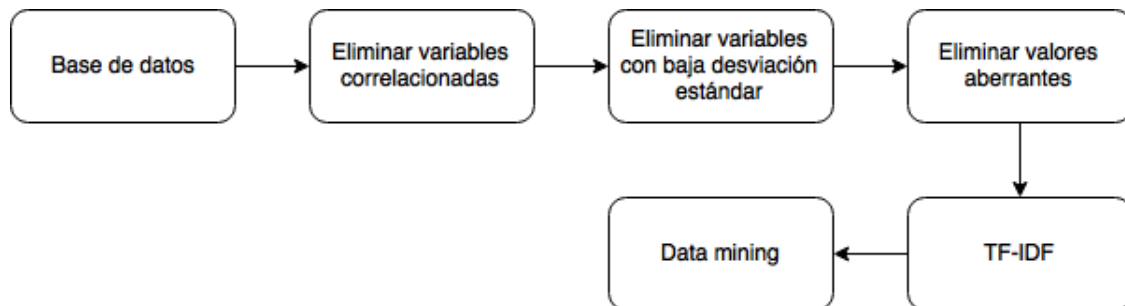 Base de datos
Eliminar variables
correlacionadas
Eliminar variables
con baja desviación
estándar
Eliminar valores
aberrantes
Data mining
TF-IDF